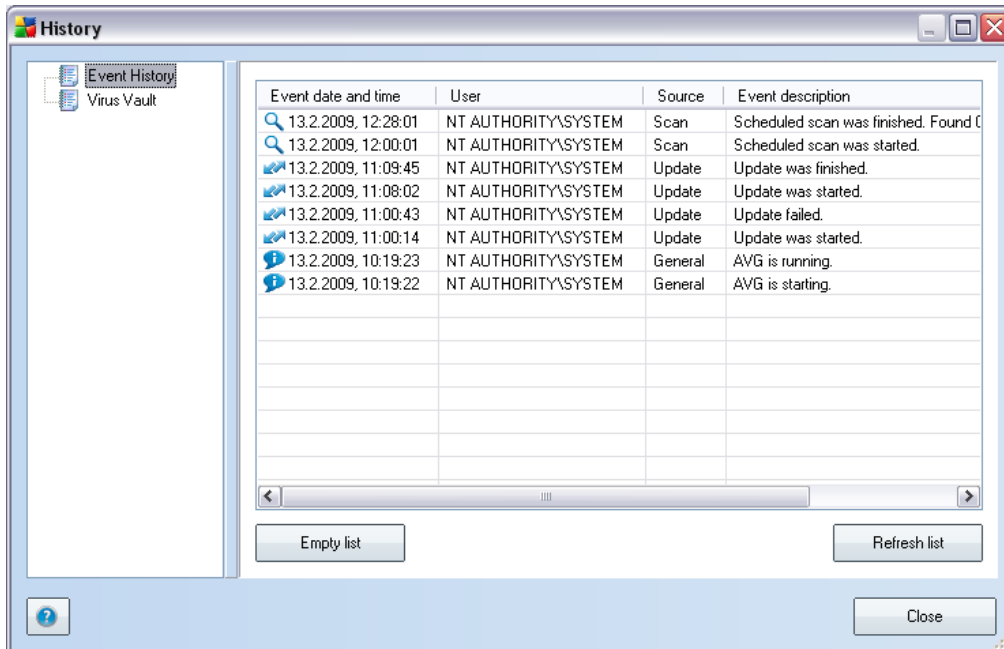 History
Event History
Virus Vault
Event date and time User Source Event description
13.2.2009, 12:28:01 NT AUTHORITY\SYSTEM Scan Scheduled scan was finished. Found
13.2.2009, 12:00:01 NT AUTHORITY\SYSTEM Scan Scheduled scan was started.
13.2.2009, 11:09:45 NT AUTHORITY\SYSTEM Update Update was finished.
13.2.2009, 11:08:02 NT AUTHORITY\SYSTEM Update Update was started.
13.2.2009, 11:00:43 NT AUTHORITY\SYSTEM Update Update failed.
13.2.2009, 11:00:14 NT AUTHORITY\SYSTEM Update Update was started.
13.2.2009, 10:19:23 NT AUTHORITY\SYSTEM General AVG is running.
13.2.2009, 10:19:22 NT AUTHORITY\SYSTEM General AVG is starting.
Empty list Refresh list
Close